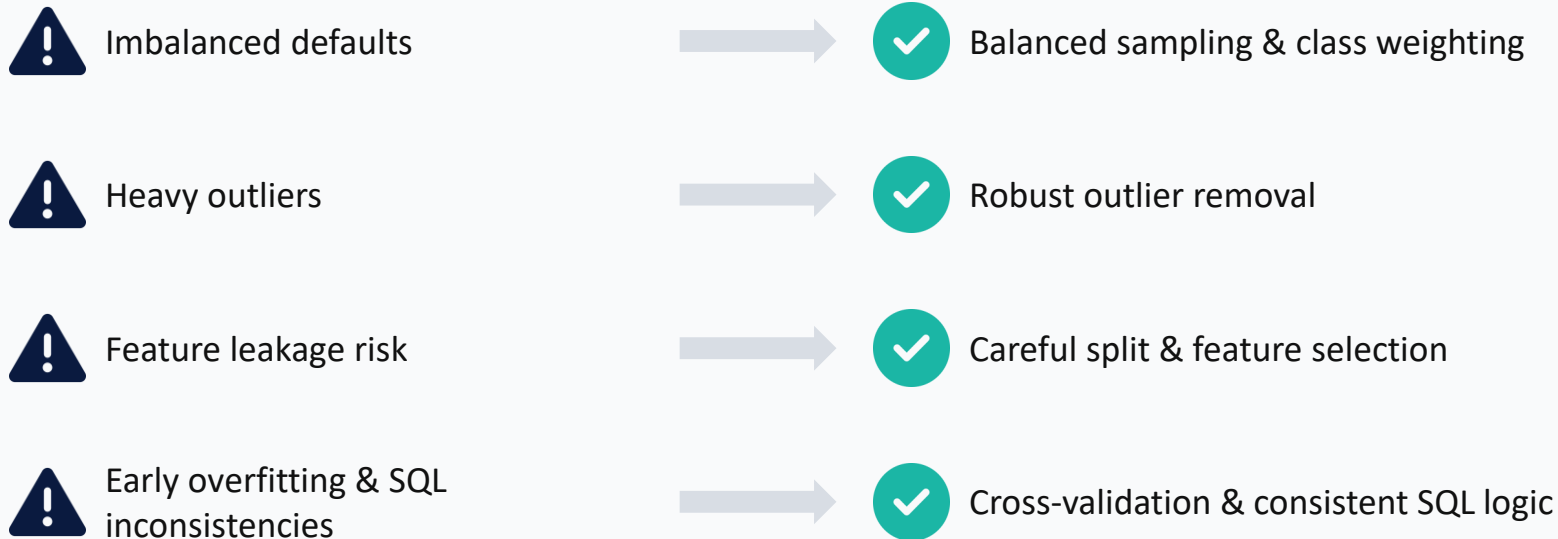 Imbalanced defaults
Balanced sampling & class weighting
Heavy outliers
Robust outlier removal
Feature leakage risk
Careful split & feature selection
Early overfitting & SQL
inconsistencies
Cross-validation & consistent SQL logic